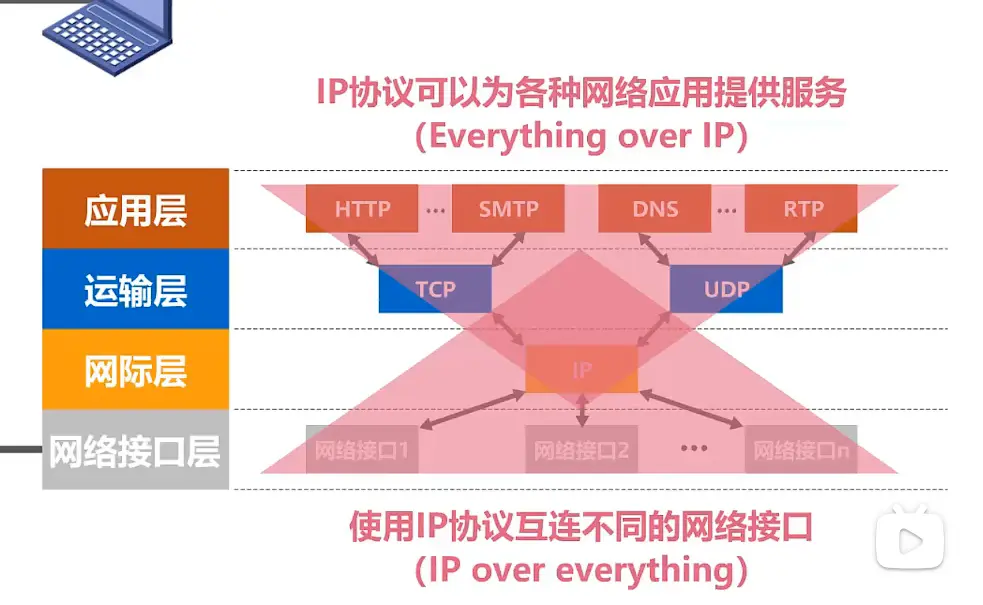 IP协议可以为各种网络应用提供服务
(Everything over IP)
应用层
HTTP ... SMTP DNS ... RTP
运输层
TCP UDP
网际层
IP
网络接口层
网络接口1 网络接口2 ... 网络接口n
使用IP协议互连不同的网络接口
(IP over everything)